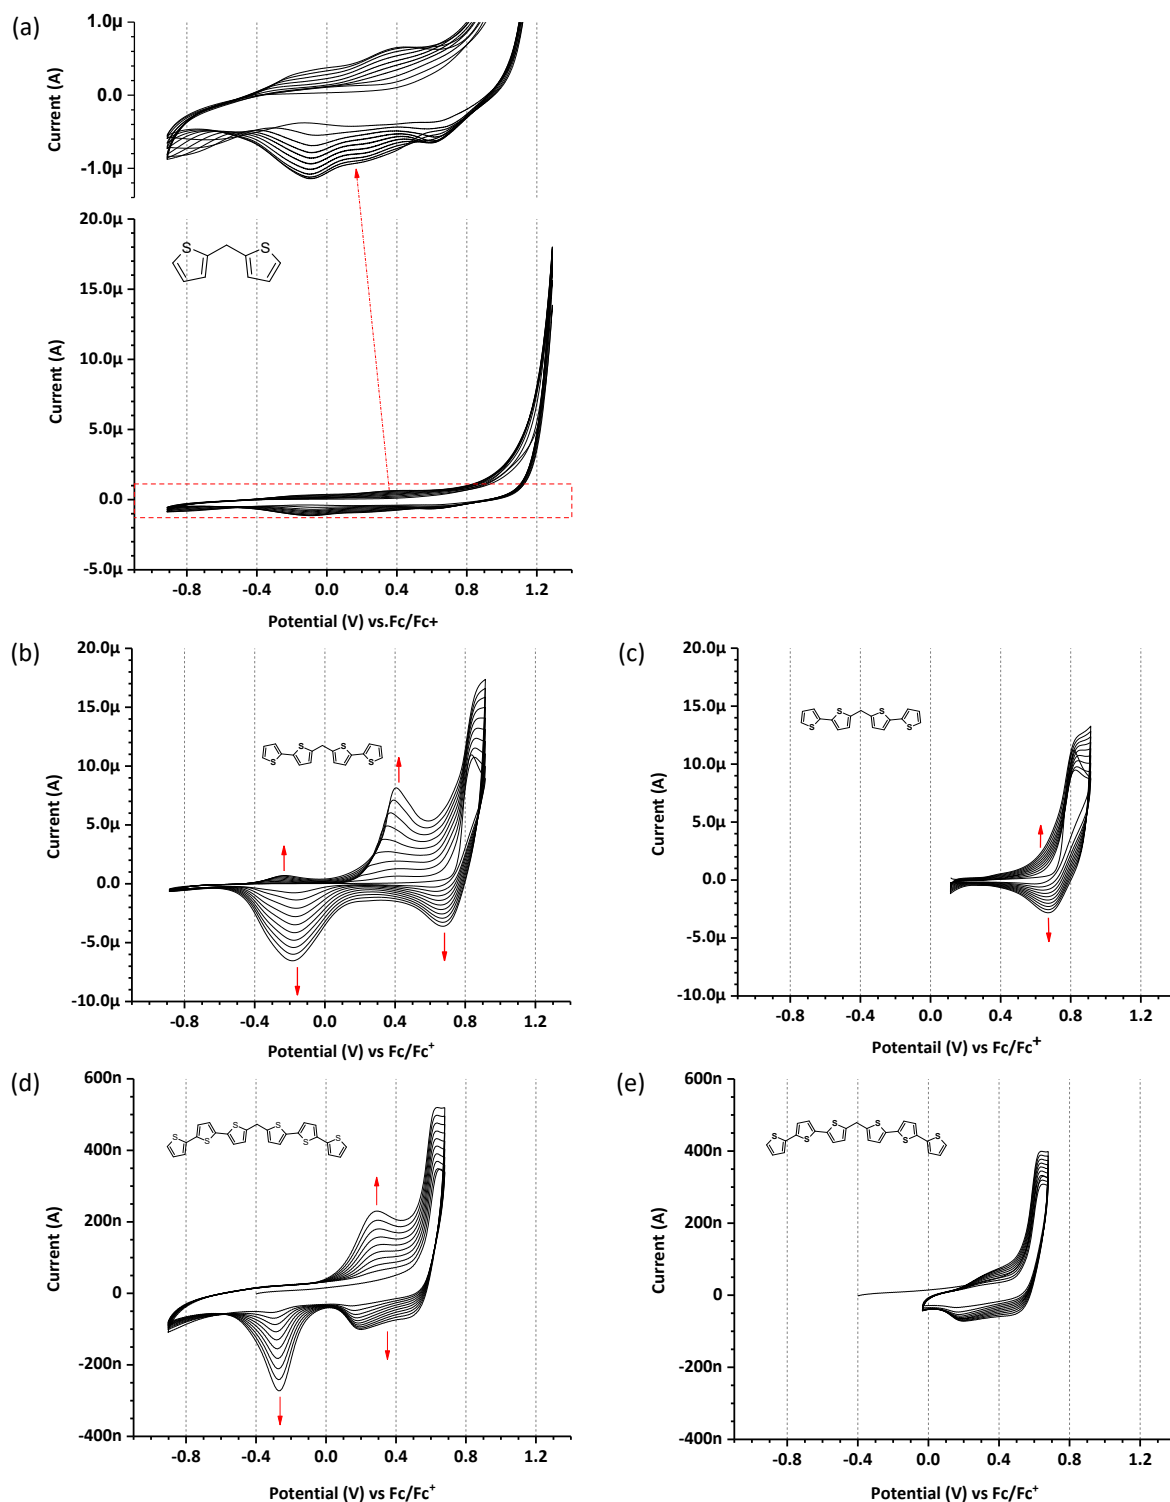 (a)
1.0µ
0.0
-1.0µ
Current (A)
20.0µ
15.0µ
10.0µ
5.0µ
0.0
-5.0µ
Current (A)
S S
-0.8 -0.4 0.0 0.4 0.8 1.2
Potential (V) vs.Fc/Fc+
(b)
20.0µ
15.0µ
10.0µ
5.0µ
0.0
-5.0µ
-10.0µ
Current (A)
S S S S
-0.8 -0.4 0.0 0.4 0.8 1.2
Potential (V) vs Fc/Fc+
(c)
20.0µ
15.0µ
10.0µ
5.0µ
0.0
-5.0µ
-10.0µ
Current (A)
S S S S
-0.8 -0.4 0.0 0.4 0.8 1.2
Potentail (V) vs Fc/Fc+
(d)
600n
400n
200n
0
-200n
-400n
Current (A)
S S S S S S
-0.8 -0.4 0.0 0.4 0.8 1.2
Potential (V) vs Fc/Fc+
(e)
600n
400n
200n
0
-200n
-400n
Current (A)
S S S S S S
-0.8 -0.4 0.0 0.4 0.8 1.2
Potential (V) vs Fc/Fc+